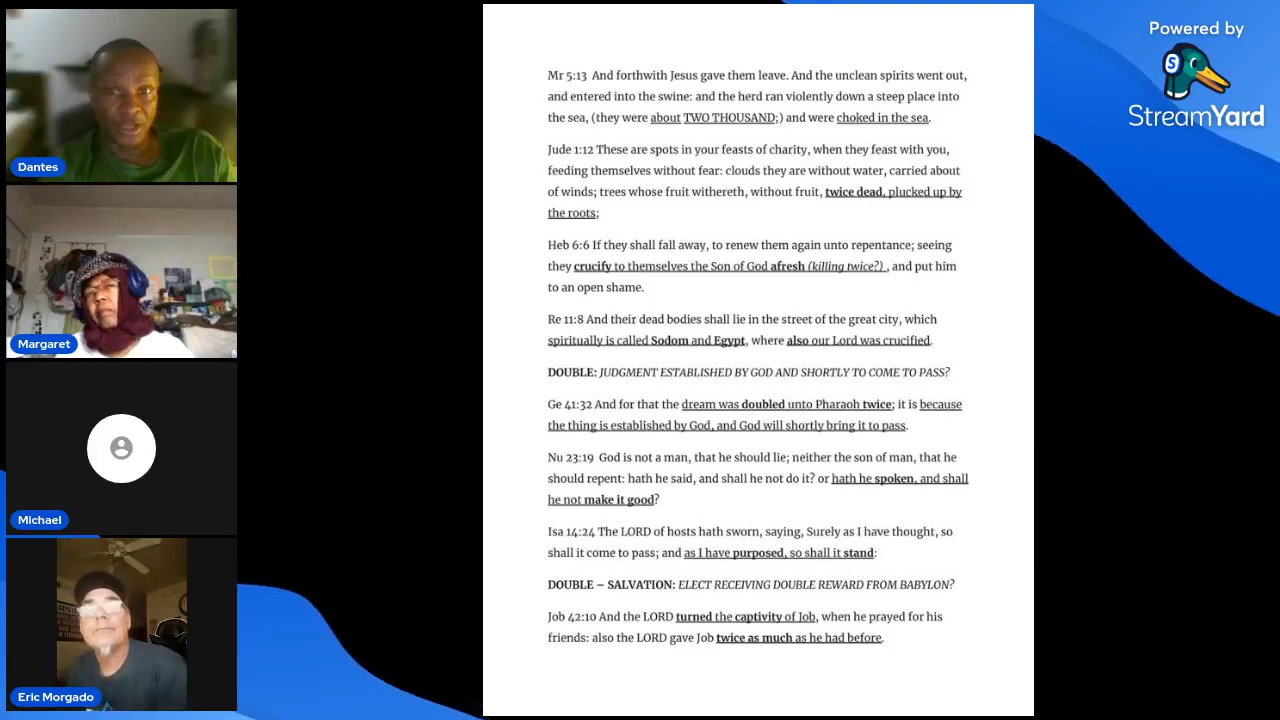 Powered by
StreamYard
Dantes
Margaret
Michael
Eric Morgado
Mr 5:13 And forthwith Jesus gave them leave. And the unclean spirits went out,
and entered into the swine: and the herd ran violently down a steep place into
the sea, (they were about TWO THOUSAND;) and were choked in the sea.
Jude 1:12 These are spots in your feasts of charity, when they feast with you,
feeding themselves without fear: clouds they are without water, carried about
of winds; trees whose fruit withereth, without fruit, twice dead, plucked up by
the roots;
Heb 6:6 If they shall fall away, to renew them again unto repentance; seeing
they crucify to themselves the Son of God afresh (killing twice?) , and put him
to an open shame.
Re 11:8 And their dead bodies shall lie in the street of the great city, which
spiritually is called Sodom and Egypt, where also our Lord was crucified.
DOUBLE: JUDGMENT ESTABLISHED BY GOD AND SHORTLY TO COME TO PASS?
Ge 41:32 And for that the dream was doubled unto Pharaoh twice; it is because
the thing is established by God, and God will shortly bring it to pass.
Nu 23:19 God is not a man, that he should lie; neither the son of man, that he
should repent: hath he said, and shall he not do it? or hath he spoken, and shall
he not make it good?
Isa 14:24 The LORD of hosts hath sworn, saying, Surely as I have thought, so
shall it come to pass; and as I have purposed, so shall it stand:
DOUBLE – SALVATION: ELECT RECEIVING DOUBLE REWARD FROM BABYLON?
Job 42:10 And the LORD turned the captivity of Job, when he prayed for his
friends: also the LORD gave Job twice as much as he had before.